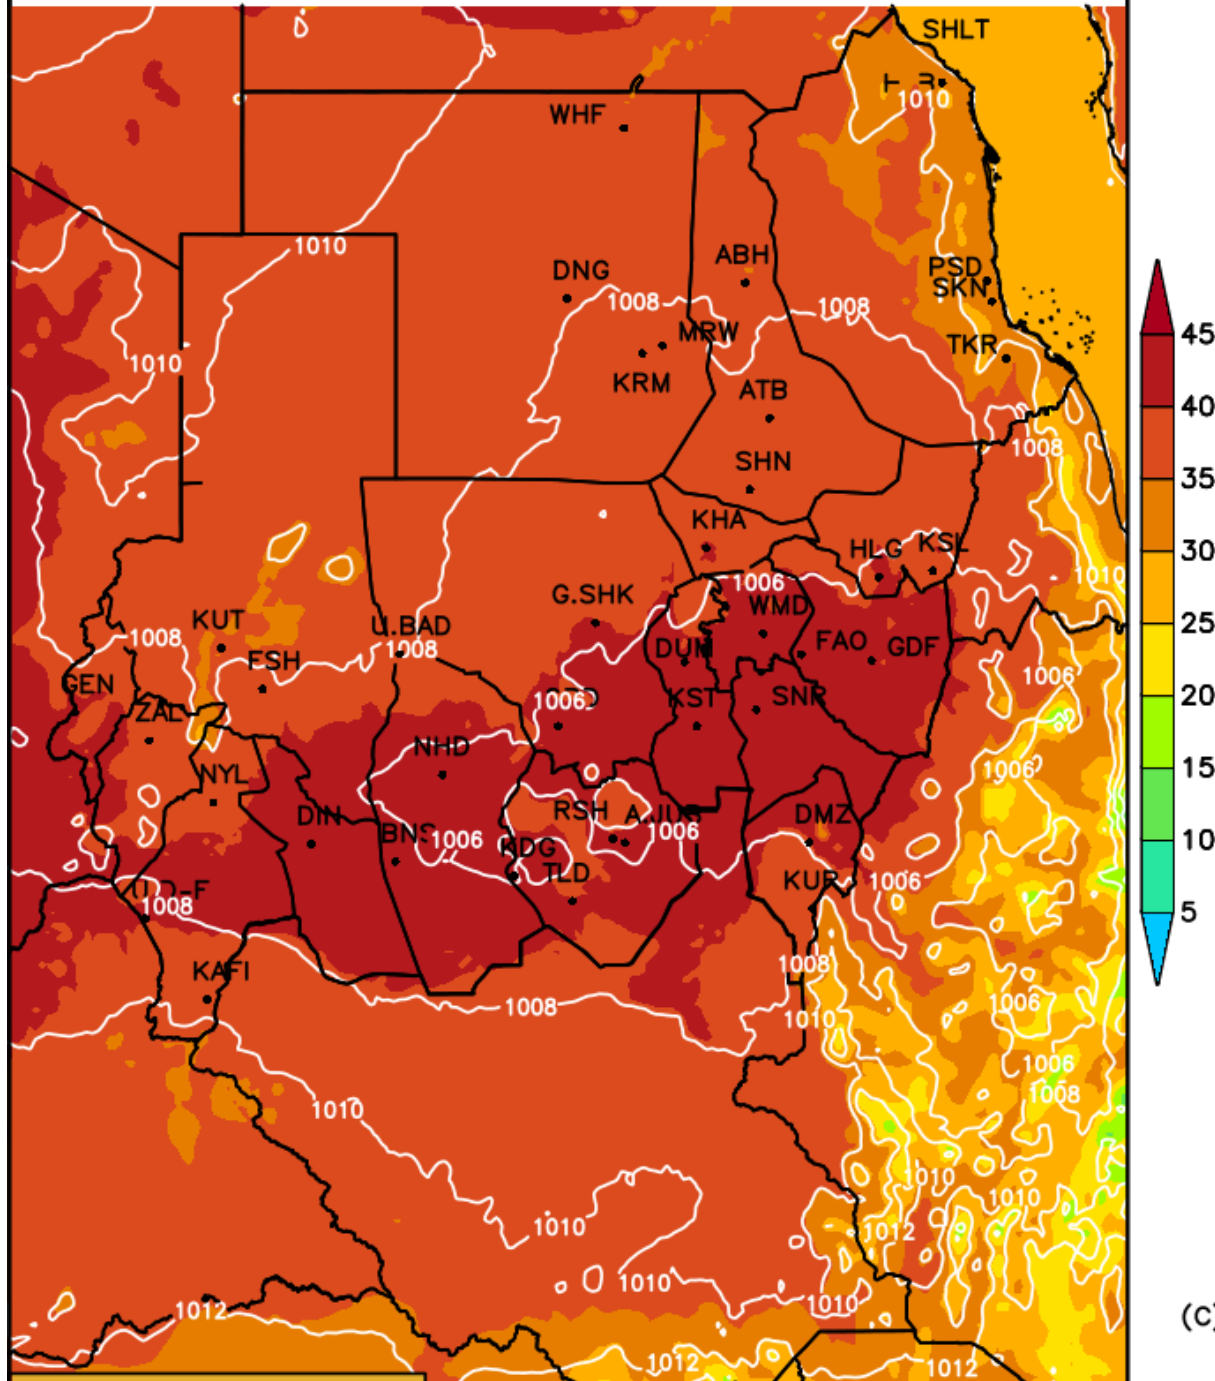 SHLT
1010
WHF
45
1010
ABH
PSD
DNG
SKN
1008
1008
MRW
TKR
1010
KRM
ATB
40
1008
SHN
35
KHA
HLG
KSL
30
1006
1010
G.SHK
WMD
KUT
U.BAD
25
1008
DUM
FAO
GDF
1008
FSH
GEN
1006
1006
KST
SNR
20
ZAL
NHD
1006
NYL
15
RSH
DMZ
DIN
1006
BNS
1006
10
KDG
TLD
KUR
1006
1008
5
KAFI
1008
1008
1006
1010
1006
1008
1010
1010
1010
1010
1012
1010
1010
1012
1012
1012
(C)